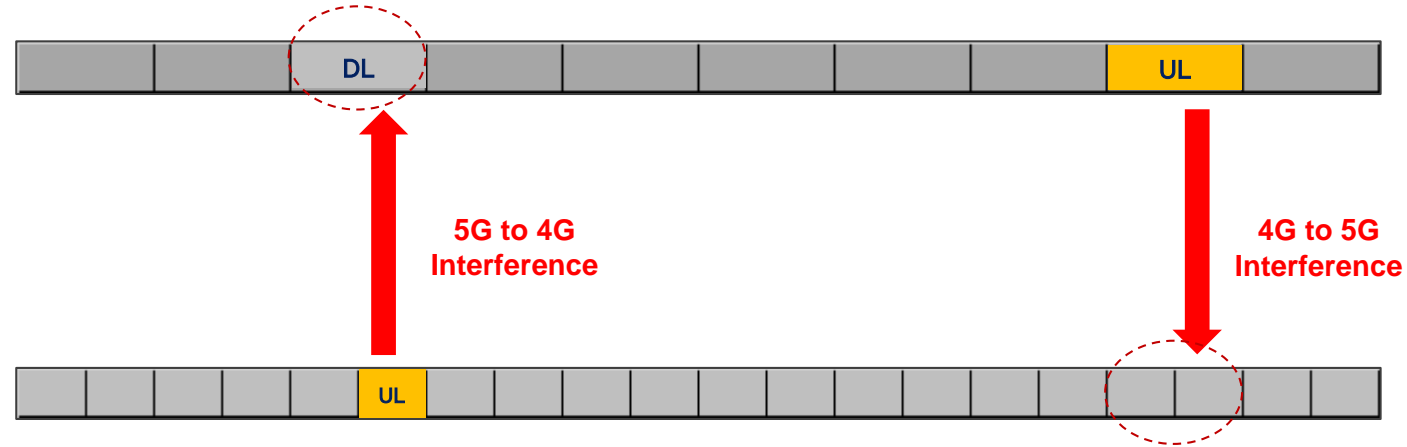 DL
UL
5G to 4G
Interference
4G to 5G
Interference
UL